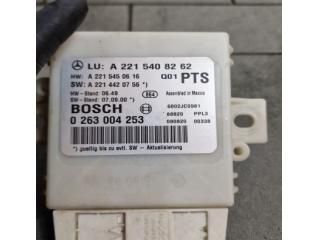 LU: A 221 540 82 62
HW: A 221 545 06 16 Q01 PTS
SW: A 221 442 07 56 *)
HW-Stand: 06.49 864 Assembled in Mexico
SW-Stand: 07.09.00 *)
BOSCH 6802JC0981
0 263 004 253 60820 PPL3
080820 00338
*) gueltig bis zu evtl. SW - Aktualisierung